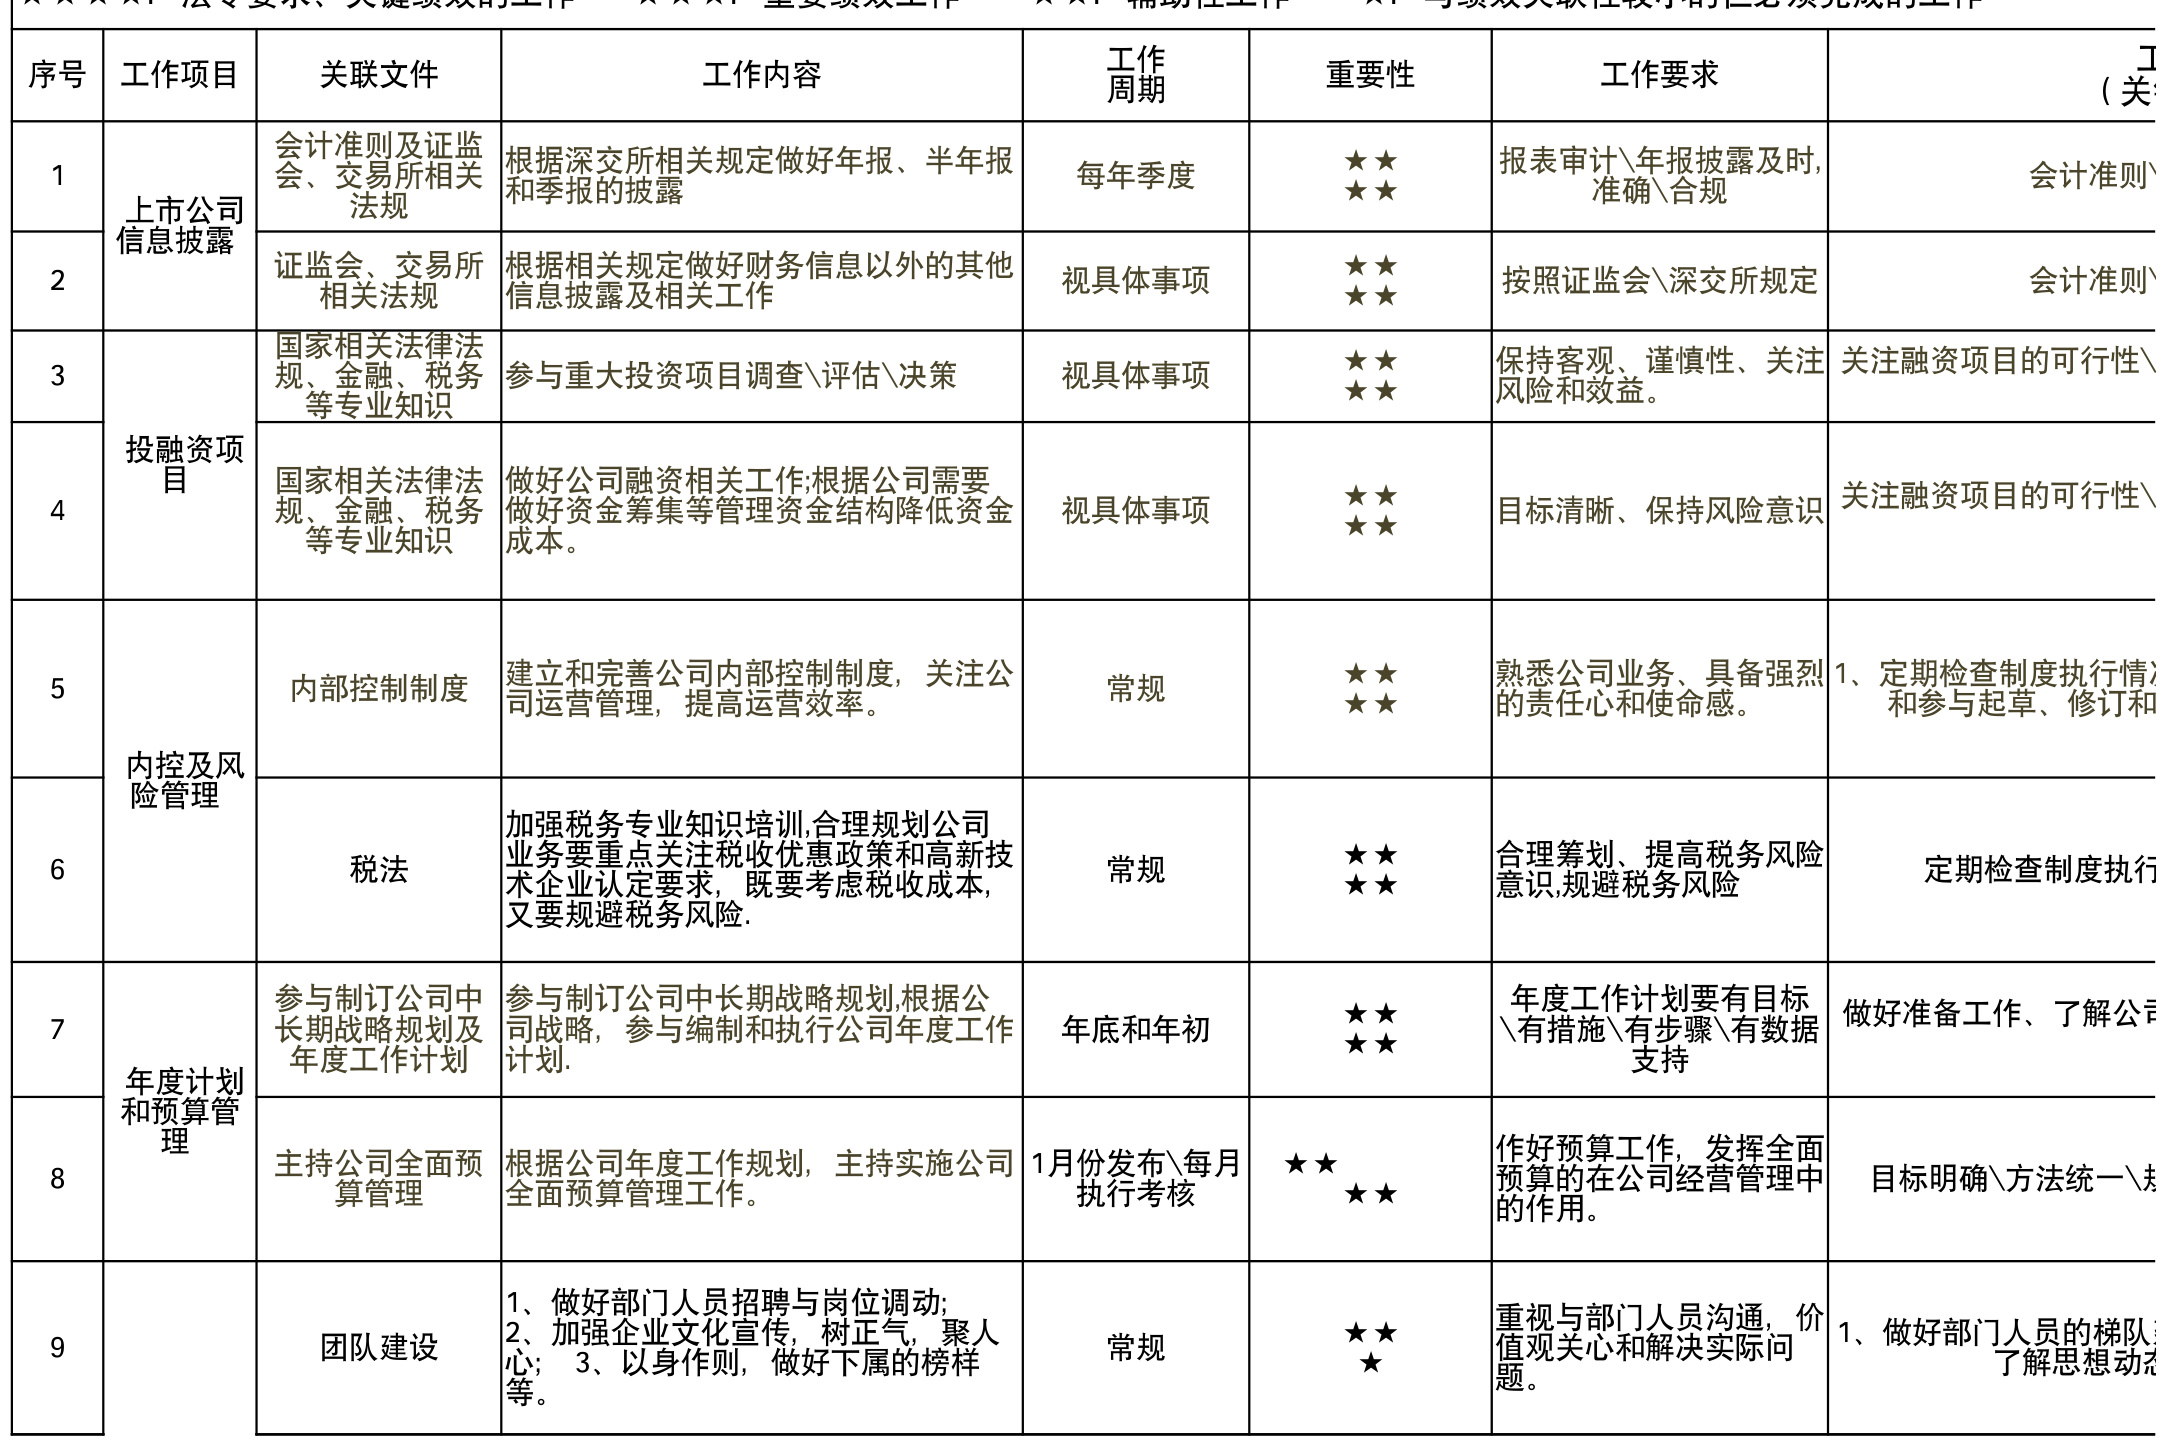 序号
工作项目
关联文件
工作内容
工作
周期
重要性
工作要求
1
上市公司
信息披露
会计准则及证监
会、交易所相关
法规
根据深交所相关规定做好年报、半年报
和季报的披露
每年季度
★★
★★
报表审计\年报披露及时,
准确\合规
会计准则\
2
证监会、交易所
相关法规
根据相关规定做好财务信息以外的其他
信息披露及相关工作
视具体事项
★★
★★
按照证监会\深交所规定
会计准则\
3
投融资项
目
国家相关法律法
规、金融、税务
等专业知识
参与重大投资项目调查\评估\决策
视具体事项
★★
★★
保持客观、谨慎性、关注
风险和效益。
关注融资项目的可行性\
4
国家相关法律法
规、金融、税务
等专业知识
做好公司融资相关工作;根据公司需要
做好资金筹集等管理资金结构降低资金
成本。
视具体事项
★★
★★
目标清晰、保持风险意识
关注融资项目的可行性\
5
内控及风
险管理
内部控制制度
建立和完善公司内部控制制度，关注公
司运营管理，提高运营效率。
常规
★★
★★
熟悉公司业务、具备强烈
的责任心和使命感。
1、定期检查制度执行情
和参与起草、修订和
6
税法
加强税务专业知识培训,合理规划公司
业务要重点关注税收优惠政策和高新技
术企业认定要求，既要考虑税收成本,
又要规避税务风险.
常规
★★
★★
合理筹划、提高税务风险
意识,规避税务风险
定期检查制度执行
7
年度计划
和预算管
理
参与制订公司中
长期战略规划及
年度工作计划
参与制订公司中长期战略规划,根据公
司战略，参与编制和执行公司年度工作
计划.
年底和年初
★★
★★
年度工作计划要有目标
\有措施\有步骤\有数据
支持
做好准备工作、了解公司
8
主持公司全面预
算管理
根据公司年度工作规划，主持实施公司
全面预算管理工作。
1月份发布\每月
执行考核
★★
★★
作好预算工作，发挥全面
预算的在公司经营管理中
的作用。
目标明确\方法统一\
9
团队建设
1、做好部门人员招聘与岗位调动;
2、加强企业文化宣传，树正气，聚人
心;　3、以身作则，做好下属的榜样
等。
常规
★★
★
重视与部门人员沟通，价
值观关心和解决实际问
题。
1、做好部门人员的梯队
了解思想动态